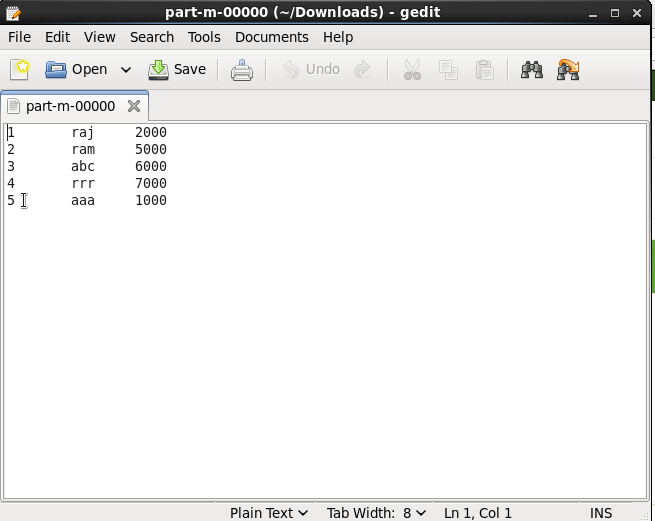 part-m-00000 (~/Downloads) - gedit
File Edit View Search Tools Documents Help
Open Save Undo
part-m-00000
1 raj 2000
2 ram 5000
3 abc 6000
4 rrr 7000
5 aaa 1000
Plain Text Tab Width: 8 Ln 1, Col 1 INS